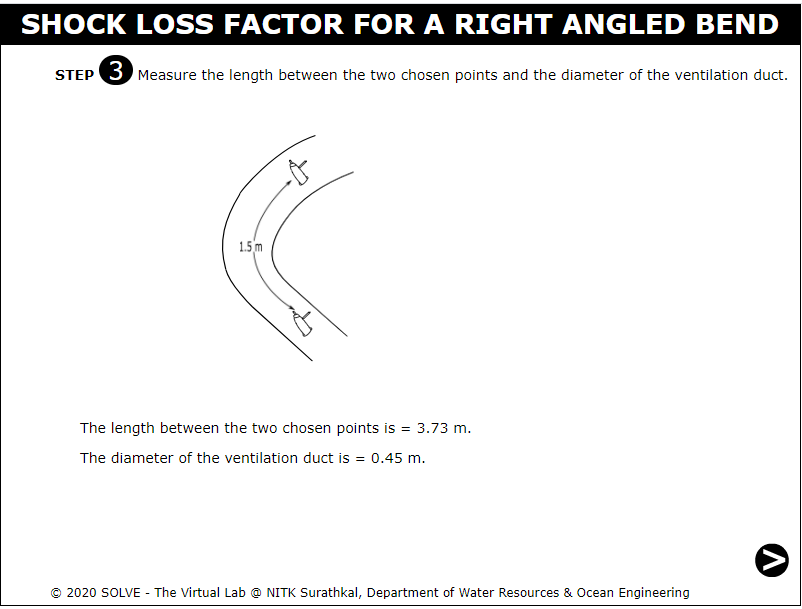 SHOCK LOSS FACTOR FOR A RIGHT ANGLED BEND
STEP 3 Measure the length between the two chosen points and the diameter of the ventilation duct.
1.5 m
The length between the two chosen points is = 3.73 m.
The diameter of the ventilation duct is = 0.45 m.
© 2020 SOLVE - The Virtual Lab @ NITK Surathkal, Department of Water Resources & Ocean Engineering